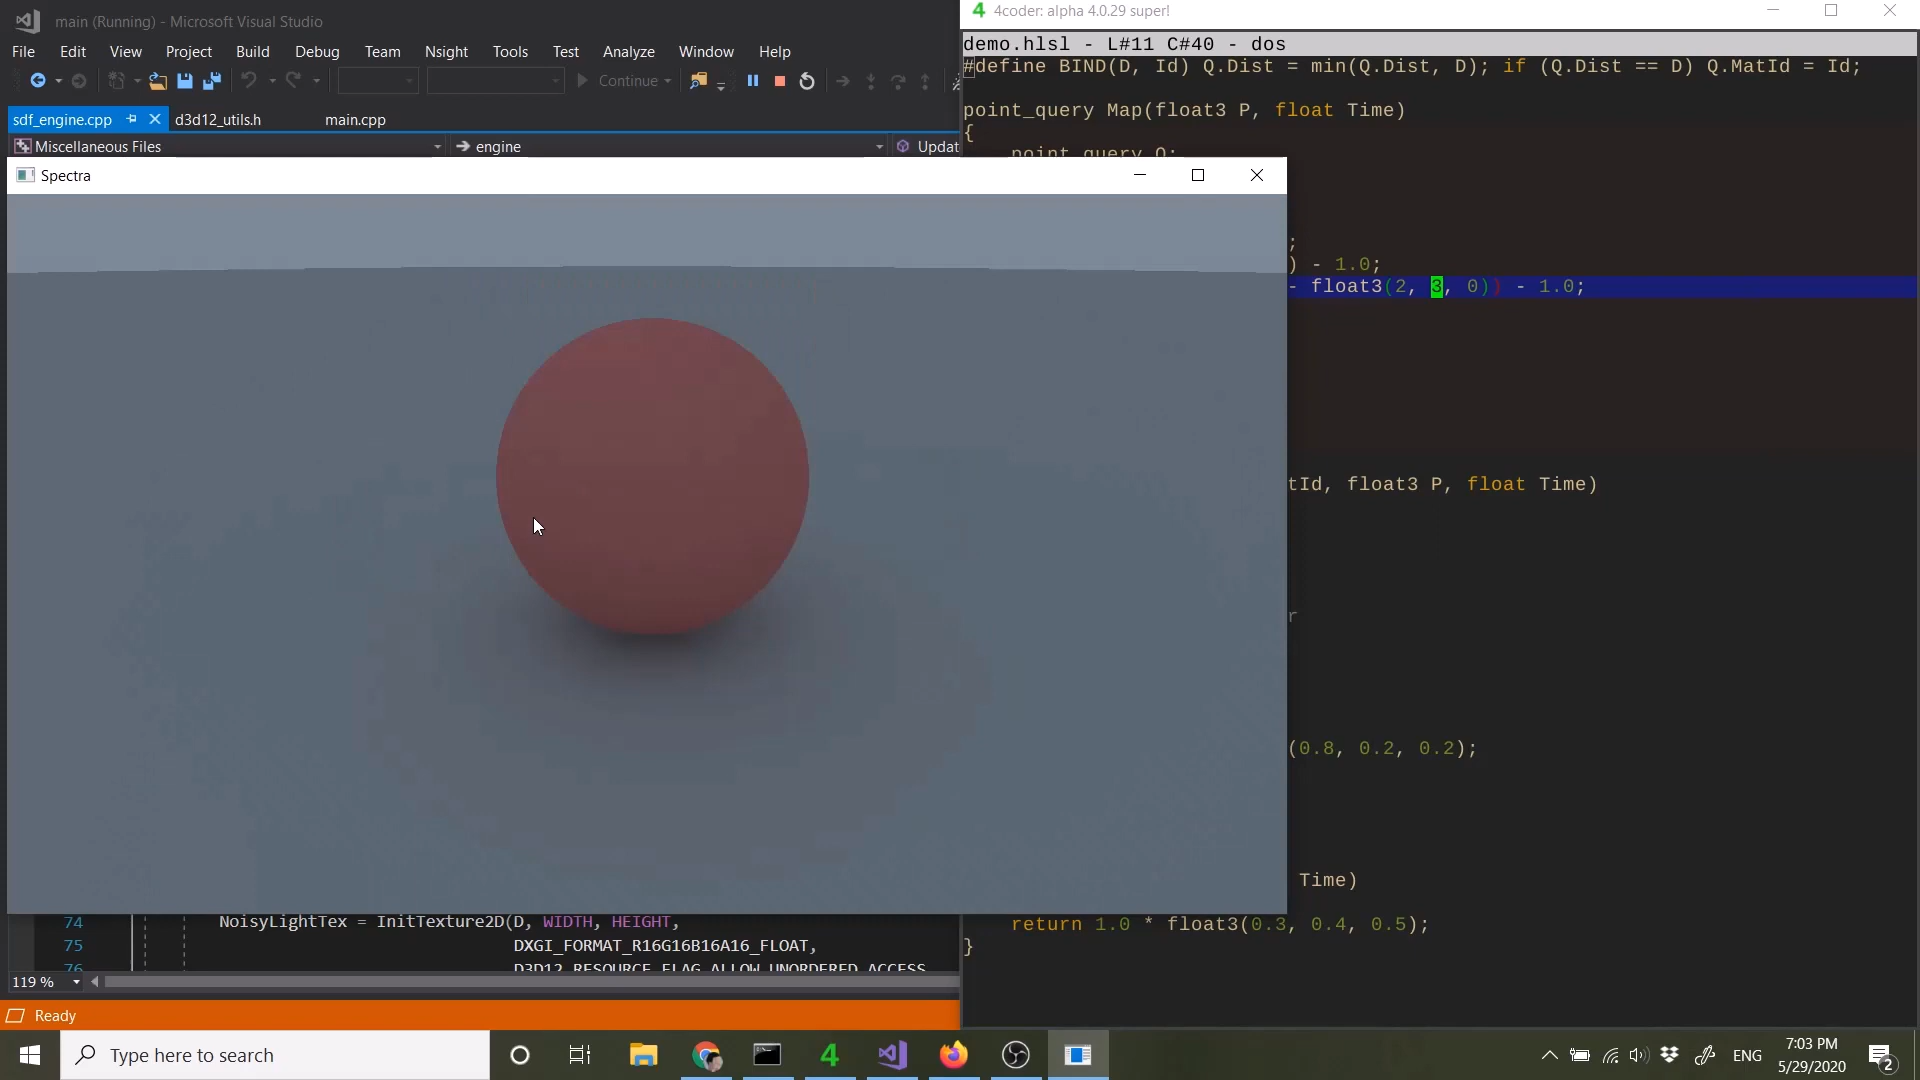 main (Running) - Microsoft Visual Studio
File Edit View Project Build Debug Team Nsight Tools Test Analyze Window Help
Continue
sdf_engine.cpp d3d12_utils.h main.cpp
Miscellaneous Files engine Updat
4coder: alpha 4.0.29 super!
demo.hlsl - L#11 C#40 - dos
#define BIND(D, Id) Q.Dist = min(Q.Dist, D); if (Q.Dist == D) Q.MatId = Id;
point_query Map(float3 P, float Time)
{
point_query Q;
;
) - 1.0;
- float3(2, 3, 0)) - 1.0;
tId, float3 P, float Time)
r
(0.8, 0.2, 0.2);
Time)
return 1.0 * float3(0.3, 0.4, 0.5);
}
Spectra
74 NoisyLightTex = InitTexture2D(D, WIDTH, HEIGHT,
75 DXGI_FORMAT_R16G16B16A16_FLOAT,
76 D3D12_RESOURCE_FLAG_ALLOW_UNORDERED_ACCESS
119 %
Ready
Type here to search
ENG
7:03 PM
5/29/2020
2